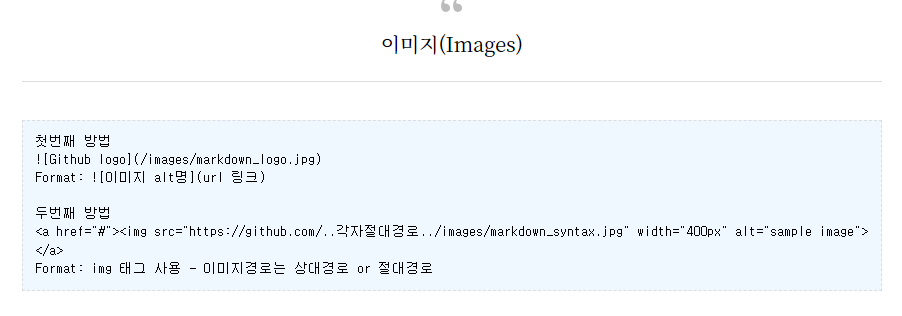 이미지(Images)
첫번째 방법
![Github logo](/images/markdown_logo.jpg)
Format: ![이미지 alt명](url 링크)
두번째 방법
<a href="#"><img src="https://github.com/..각자절대경로../images/markdown_syntax.jpg" width="400px" alt="sample image">
</a>
Format: img 태그 사용 - 이미지경로는 상대경로 or 절대경로